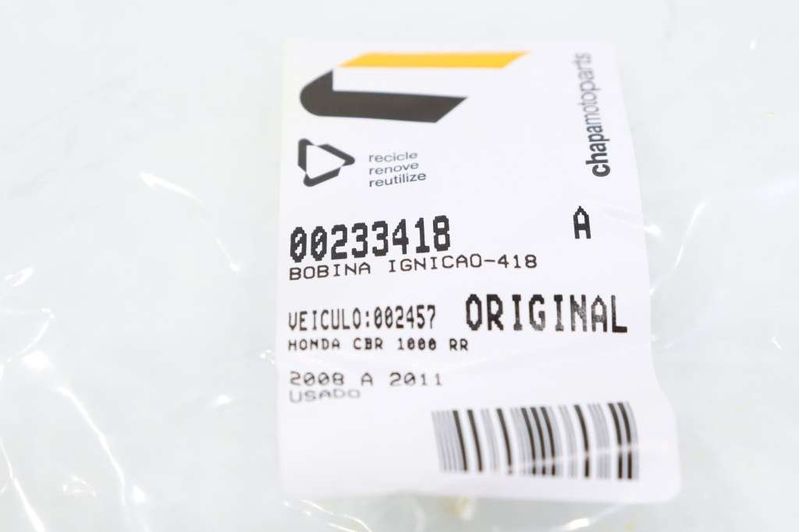 chapamotoparts
recicle
renove
reutilize
00233418 A
BOBINA IGNICAO-418
VEICULO:002457 ORIGINAL
HONDA CBR 1000 RR
2008 A 2011
USADO